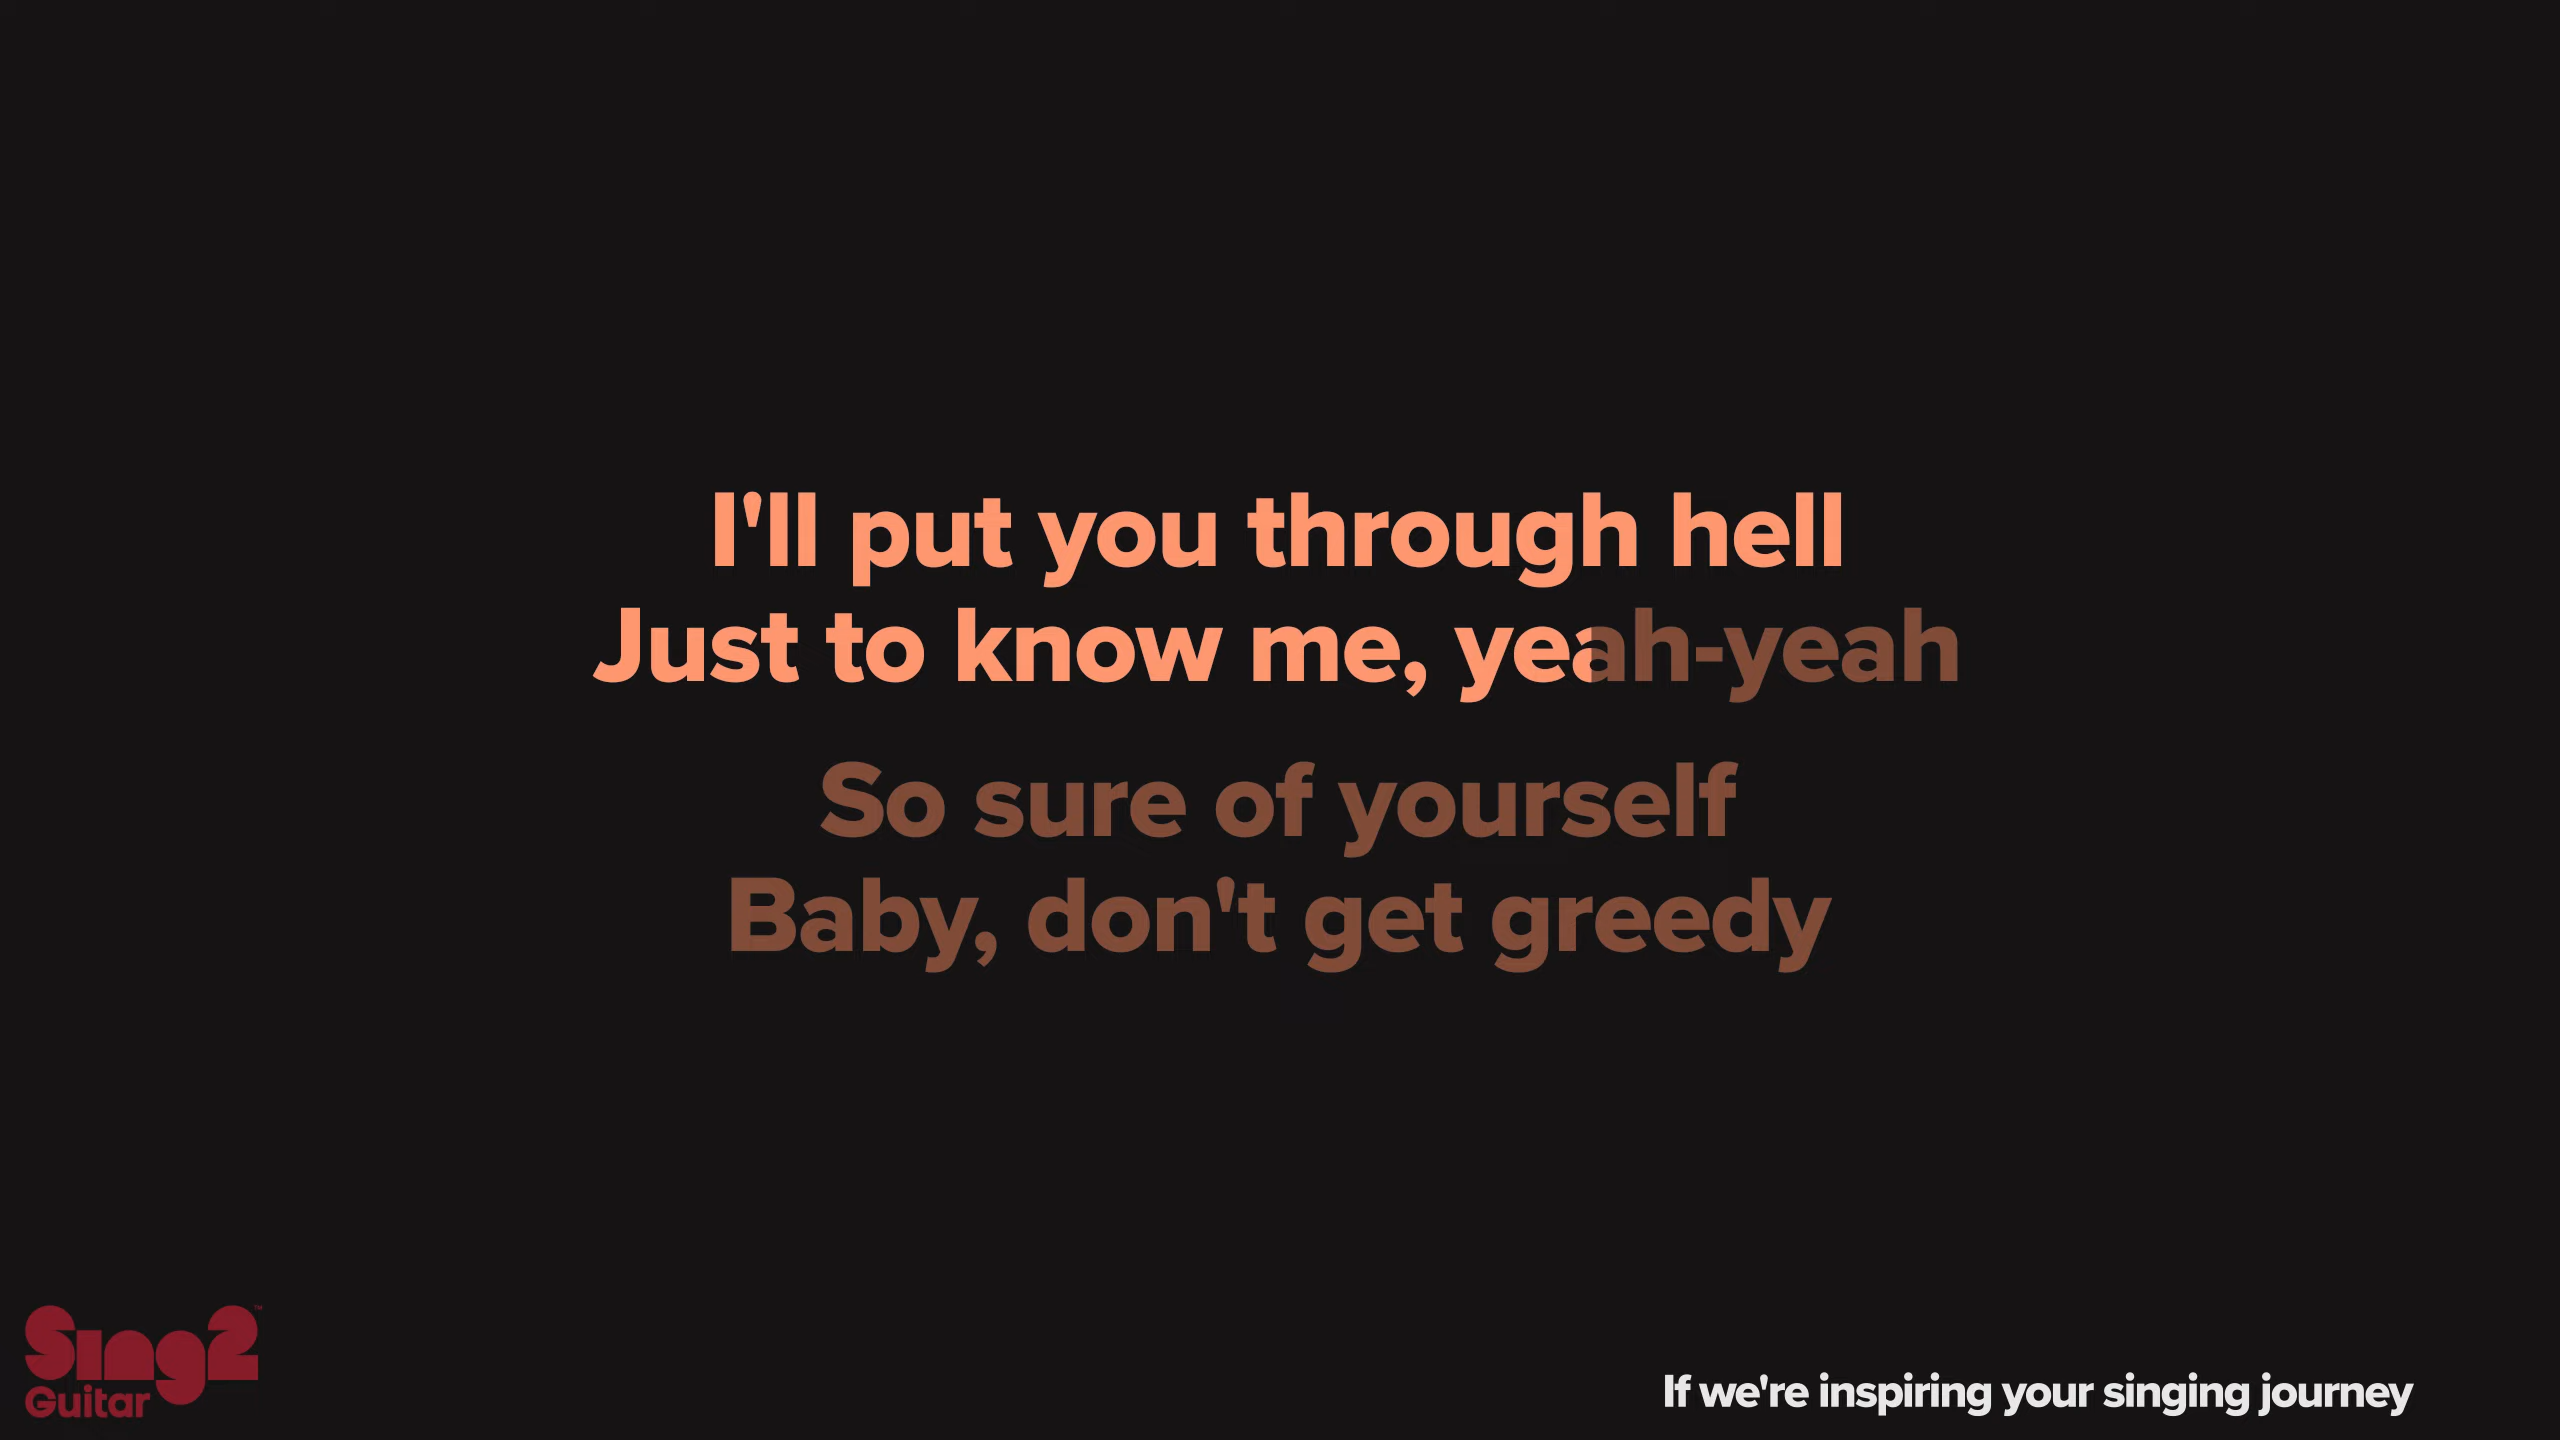 I'll put you through hell
Just to know me, yeah-yeah
So sure of yourself
Baby, don't get greedy
Sing2™
Guitar
If we're inspiring your singing journey